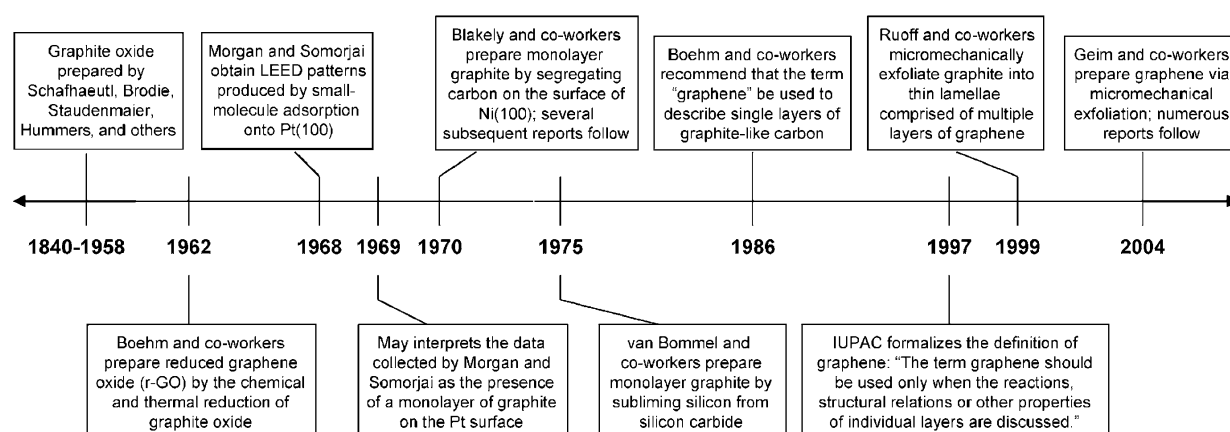 Graphite oxide
prepared by
Schafhaeutl, Brodie,
Staudenmaier,
Hummers, and others
Morgan and Somorjai
obtain LEED patterns
produced by small-
molecule adsorption
onto Pt(100)
Blakely and co-workers
prepare monolayer
graphite by segregating
carbon on the surface of
Ni(100); several
subsequent reports follow
Boehm and co-workers
recommend that the term
“graphene” be used to
describe single layers of
graphite-like carbon
Ruoff and co-workers
micromechanically
exfoliate graphite into
thin lamellae
comprised of multiple
layers of graphene
Geim and co-workers
prepare graphene via
micromechanical
exfoliation; numerous
reports follow
1840-1958 1962 1968 1969 1970 1975 1986 1997 1999 2004
Boehm and co-workers
prepare reduced graphene
oxide (r-GO) by the chemical
and thermal reduction of
graphite oxide
May interprets the data
collected by Morgan and
Somorjai as the presence
of a monolayer of graphite
on the Pt surface
van Bommel and
co-workers prepare
monolayer graphite by
subliming silicon from
silicon carbide
IUPAC formalizes the definition of
graphene: “The term graphene should
be used only when the reactions,
structural relations or other properties
of individual layers are discussed.”